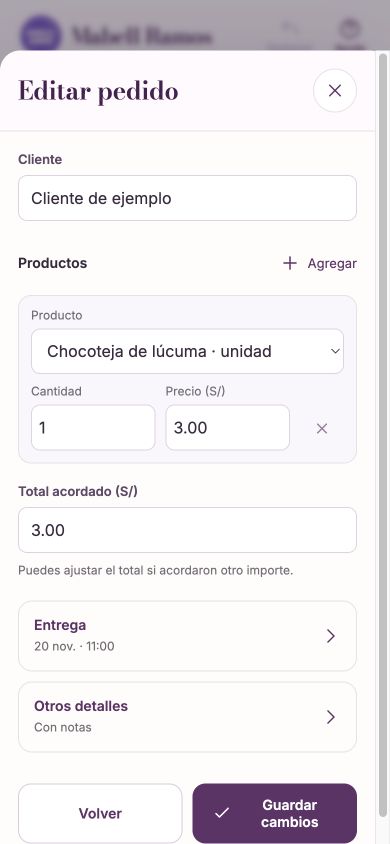 Mabell Ramos
Editar pedido
Cliente
Cliente de ejemplo
Productos
Agregar
Producto
Chocoteja de lúcuma · unidad
Cantidad
Precio (S/)
1
3.00
Total acordado (S/)
3.00
Puedes ajustar el total si acordaron otro importe.
Entrega
20 nov. · 11:00
Otros detalles
Con notas
Volver
Guardar
cambios